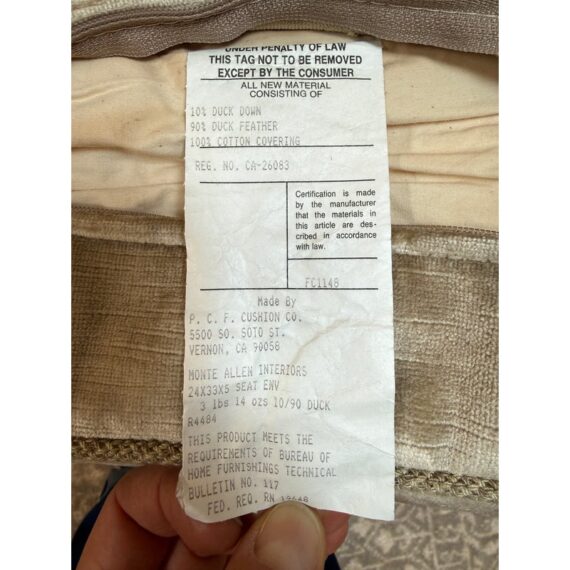 UNDER PENALTY OF LAW
THIS TAG NOT TO BE REMOVED
EXCEPT BY THE CONSUMER
ALL NEW MATERIAL
CONSISTING OF
10% DUCK DOWN
90% DUCK FEATHER
100% COTTON COVERING
REG. NO. CA-26083
Certification is made
by the manufacturer
that the materials in
this article are des-
cribed in accordance
with law.
FC1148
Made By
P. C. F. CUSHION CO.
5500 SO. SOTO ST.
VERNON, CA 90058
MONTE ALLEN INTERIORS
24X33X5 SEAT ENV
3 lbs 14 ozs 10/90 DUCK
R4484
THIS PRODUCT MEETS THE
REQUIREMENTS OF BUREAU OF
HOME FURNISHINGS TECHNICAL
BULLETIN NO. 117
FED. REQ. RN